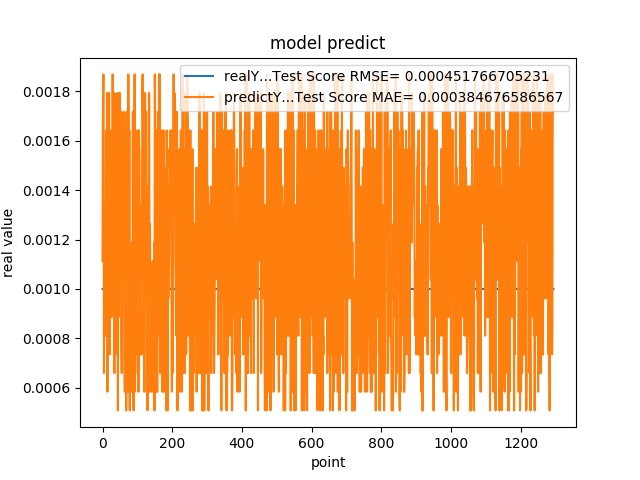 model predict
realY...Test Score RMSE= 0.000451766705231
predictY...Test Score MAE= 0.000384676586567
0.0018
0.0016
0.0014
0.0012
0.0010
0.0008
0.0006
real value
0 200 400 600 800 1000 1200
point